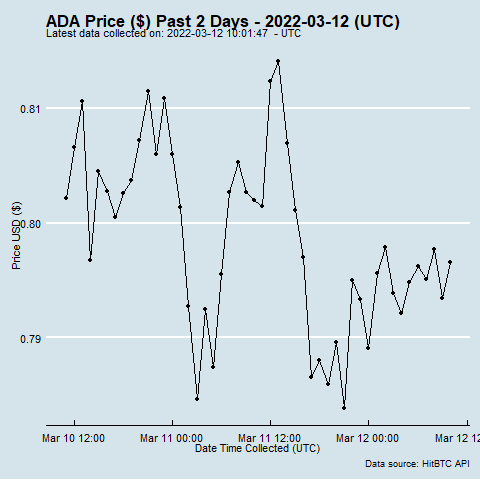 ADA Price ($) Past 2 Days - 2022-03-12 (UTC)
Latest data collected on: 2022-03-12 10:01:47  - UTC
0.81
0.80
0.79
Price USD ($)
Mar 10 12:00
Mar 11 00:00
Mar 11 12:00
Mar 12 00:00
Mar 12 12
Date Time Collected (UTC)
Data source: HitBTC API